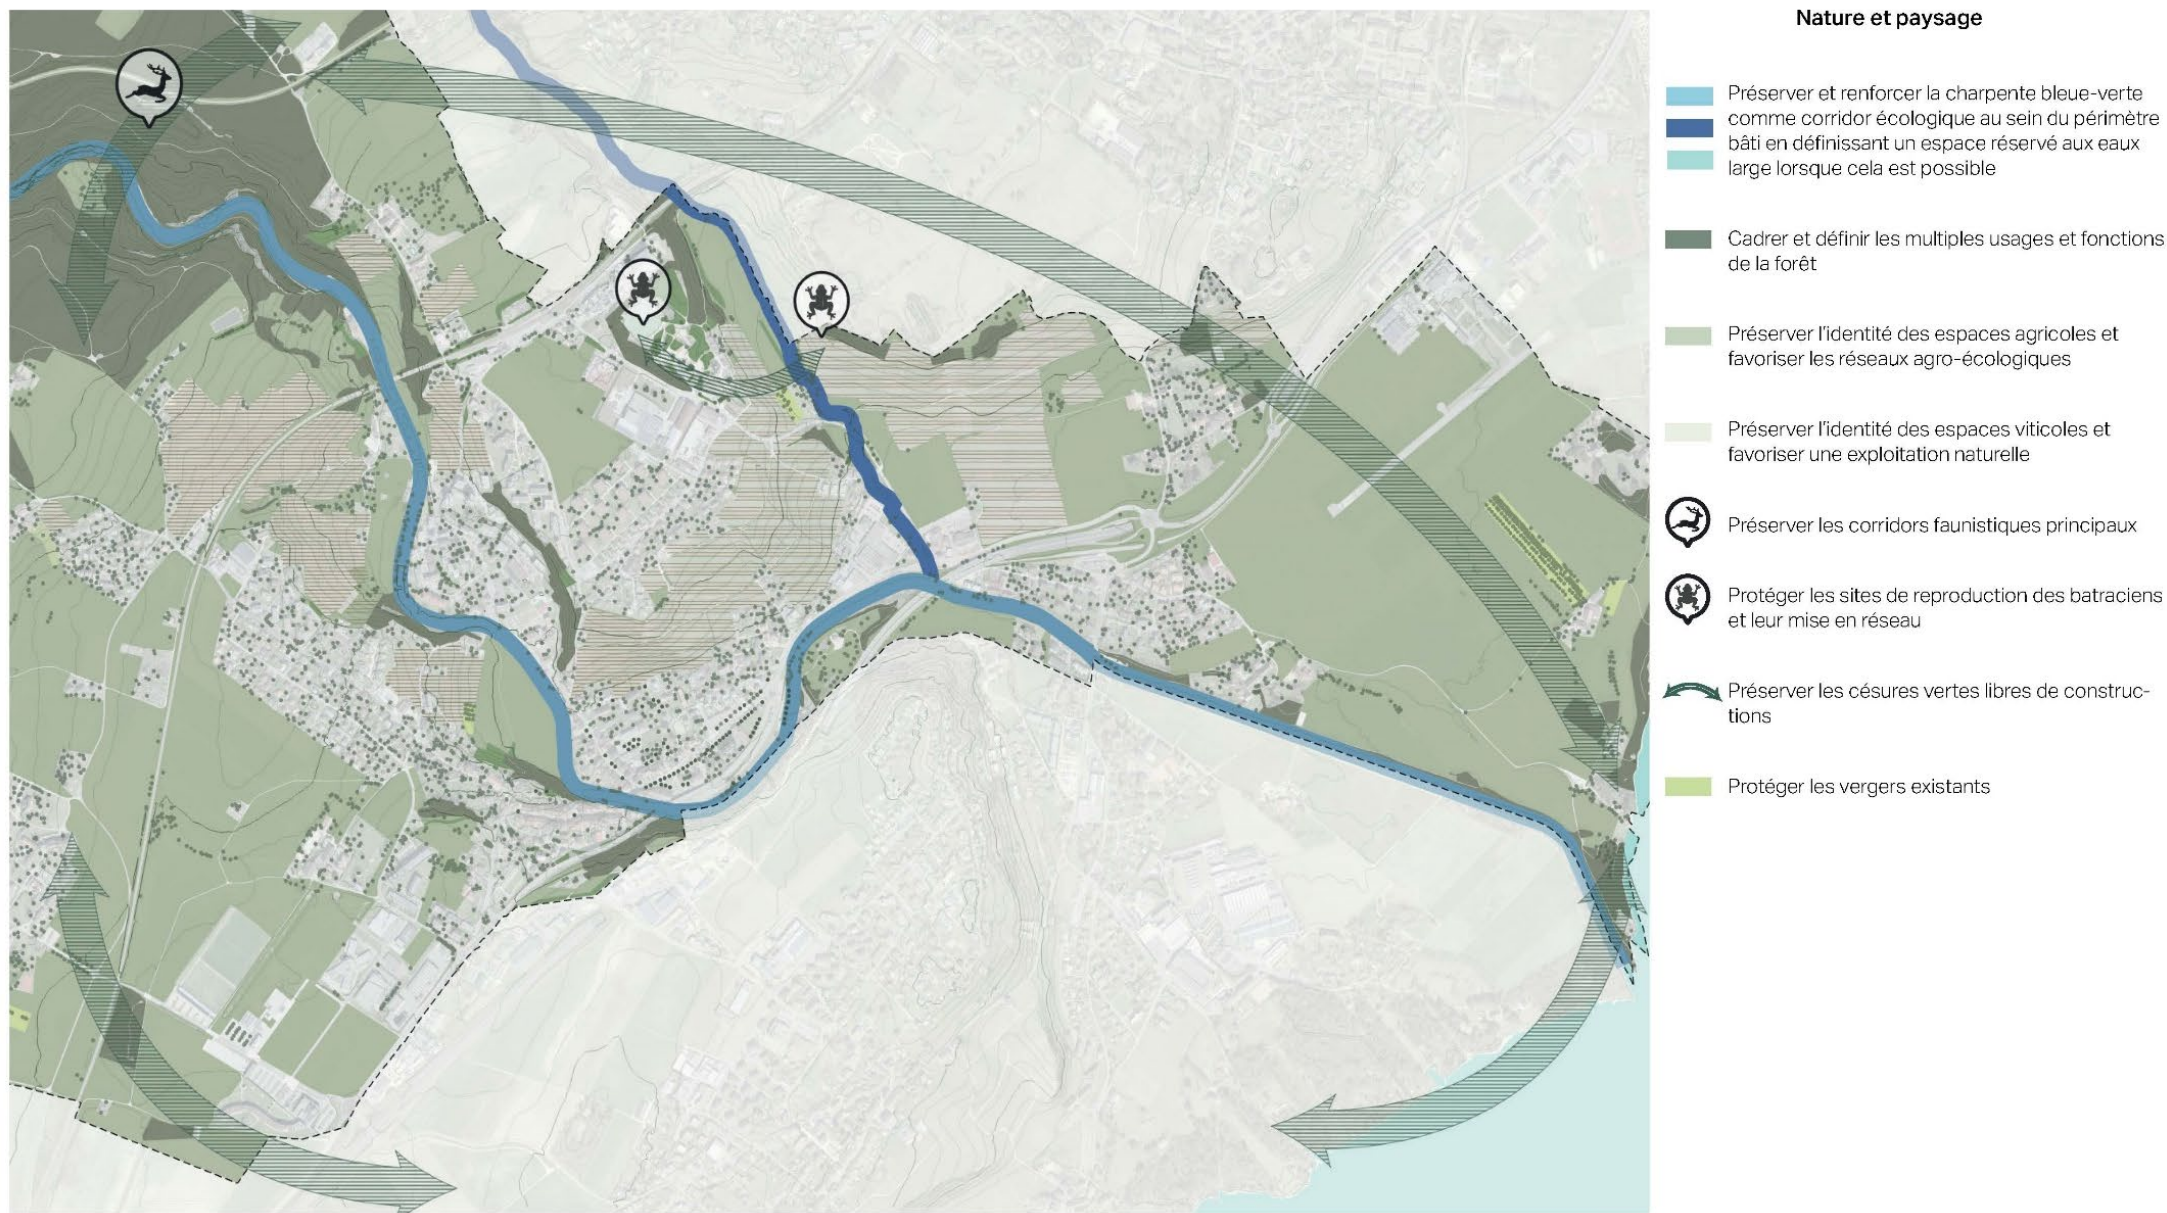 Nature et paysage
Préserver et renforcer la charpente bleue-verte
comme corridor écologique au sein du périmètre
bâti en définissant un espace réservé aux eaux
large lorsque cela est possible
Cadrer et définir les multiples usages et fonctions
de la forêt
Préserver l'identité des espaces agricoles et
favoriser les réseaux agro-écologiques
Préserver l'identité des espaces viticoles et
favoriser une exploitation naturelle
Préserver les corridors faunistiques principaux
Protéger les sites de reproduction des batraciens
et leur mise en réseau
Préserver les césures vertes libres de construc-
tions
Protéger les vergers existants